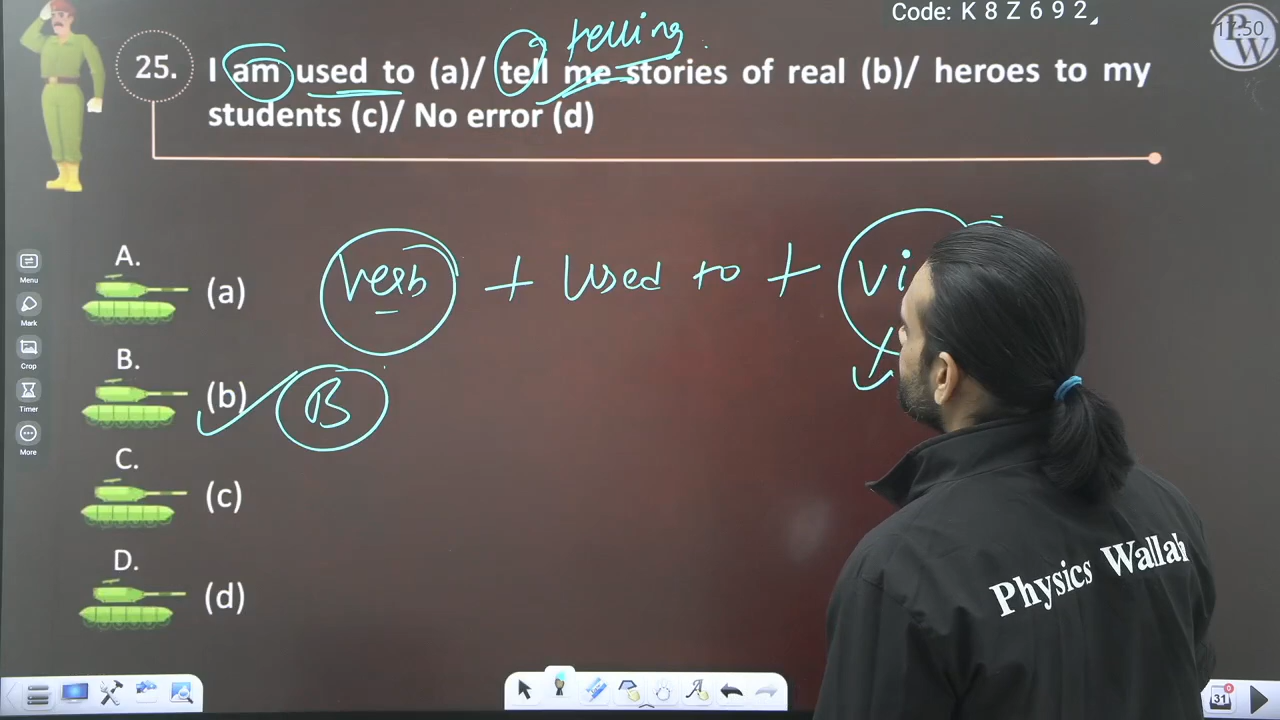 Code: K 8 Z 6 9 2
telling
25. I am used to (a)/ tell me stories of real (b)/ heroes to my
students (c)/ No error (d)
verb + used to +
A.
(a)
B.
(b)
B
C.
(c)
D.
(d)
Menu
Mark
Crop
Timer
More
Physics Wallah
31